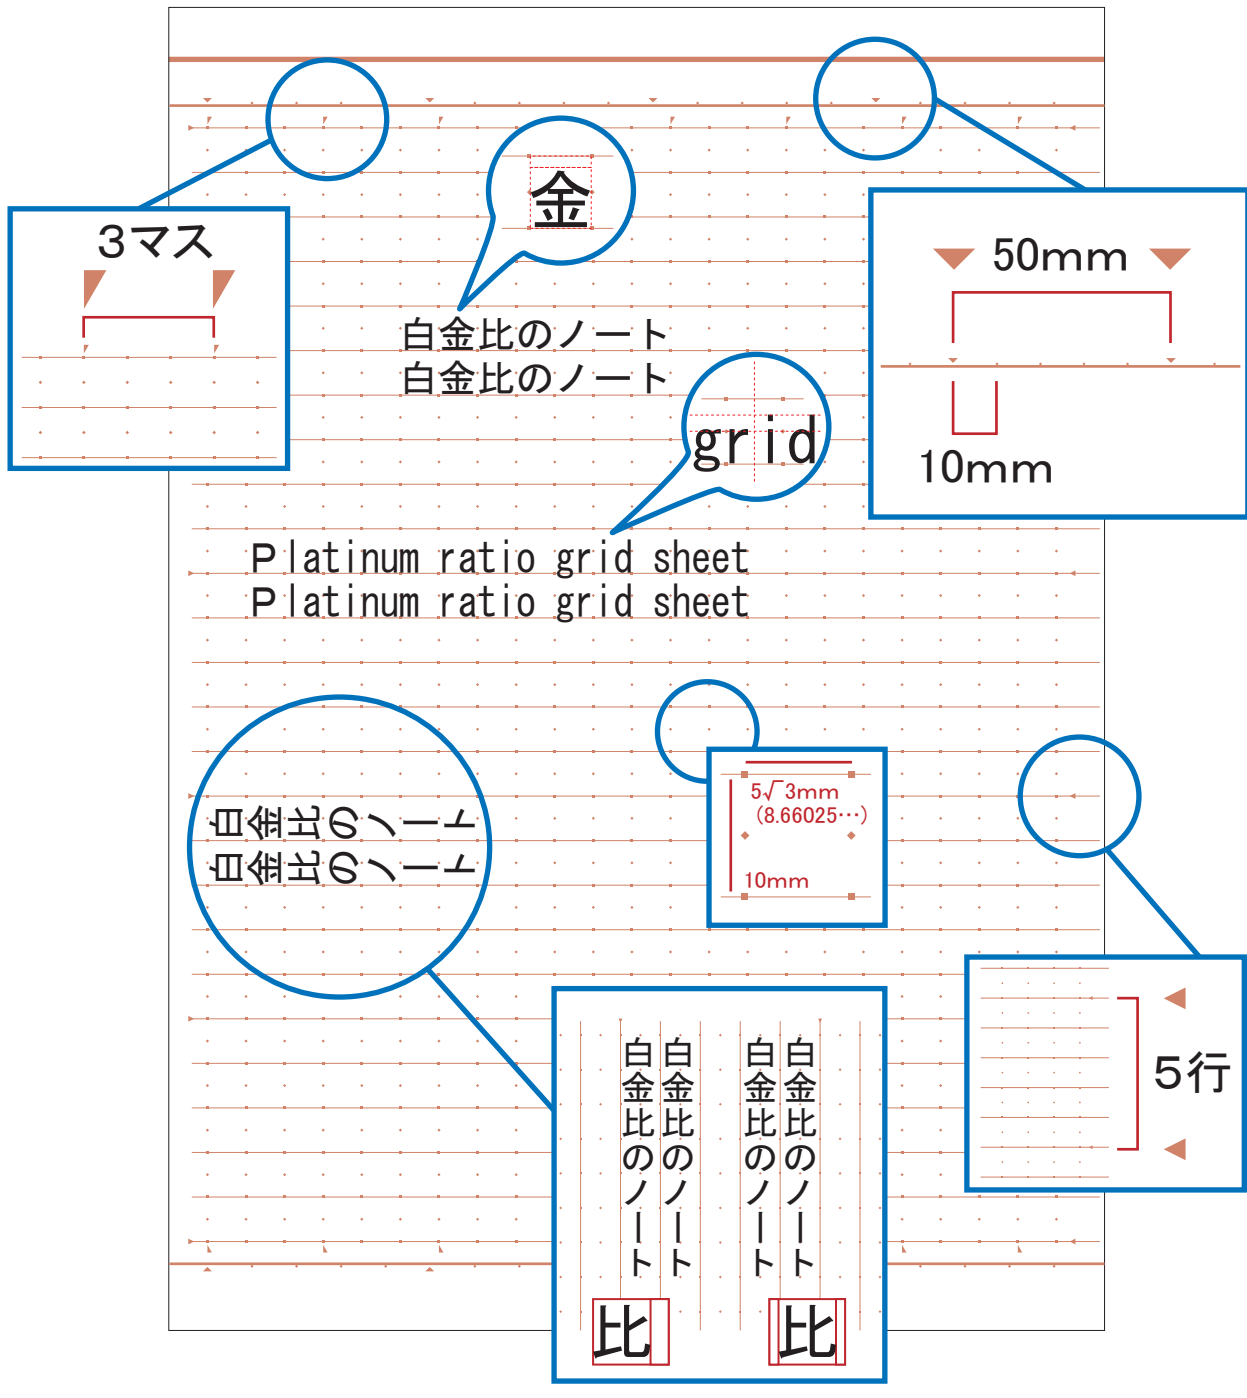 3マス
金
50mm
10mm
白金比のノート
白金比のノート
grid
Platinum ratio grid sheet
Platinum ratio grid sheet
5√3mm
(8.66025…)
10mm
白金比のノート
白金比のノート
5行
白金比のノート
白金比のノート
白金比のノート
白金比のノート
比
比